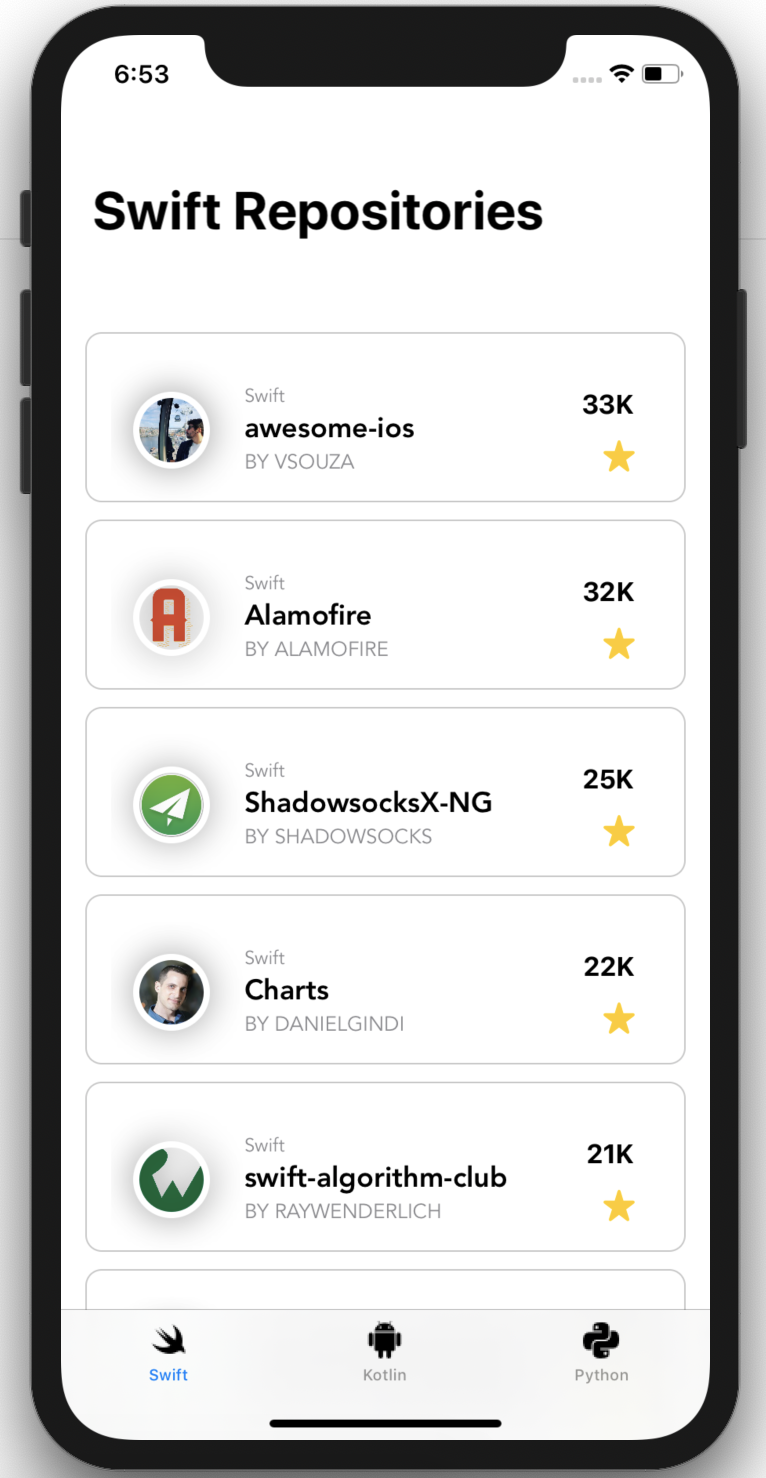 6:53
Swift Repositories
Swift
awesome-ios
BY VSOUZA
33K
Swift
Alamofire
BY ALAMOFIRE
32K
Swift
ShadowsocksX-NG
BY SHADOWSOCKS
25K
Swift
Charts
BY DANIELGINDI
22K
Swift
swift-algorithm-club
BY RAYWENDERLICH
21K
Swift
Kotlin
Python